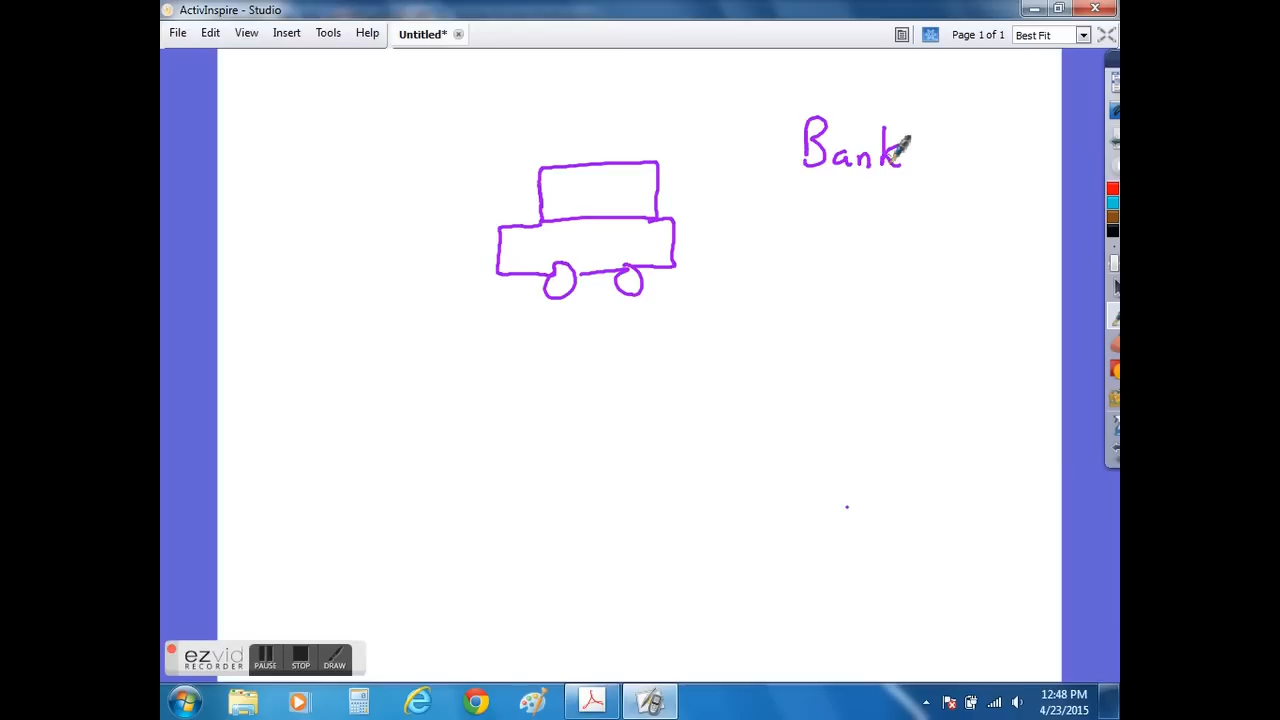 ActivInspire - Studio
File Edit View Insert Tools Help Untitled* Page 1 of 1 Best Fit
Bank
ezvid
RECORDER
PAUSE STOP DRAW
12:48 PM
4/23/2015